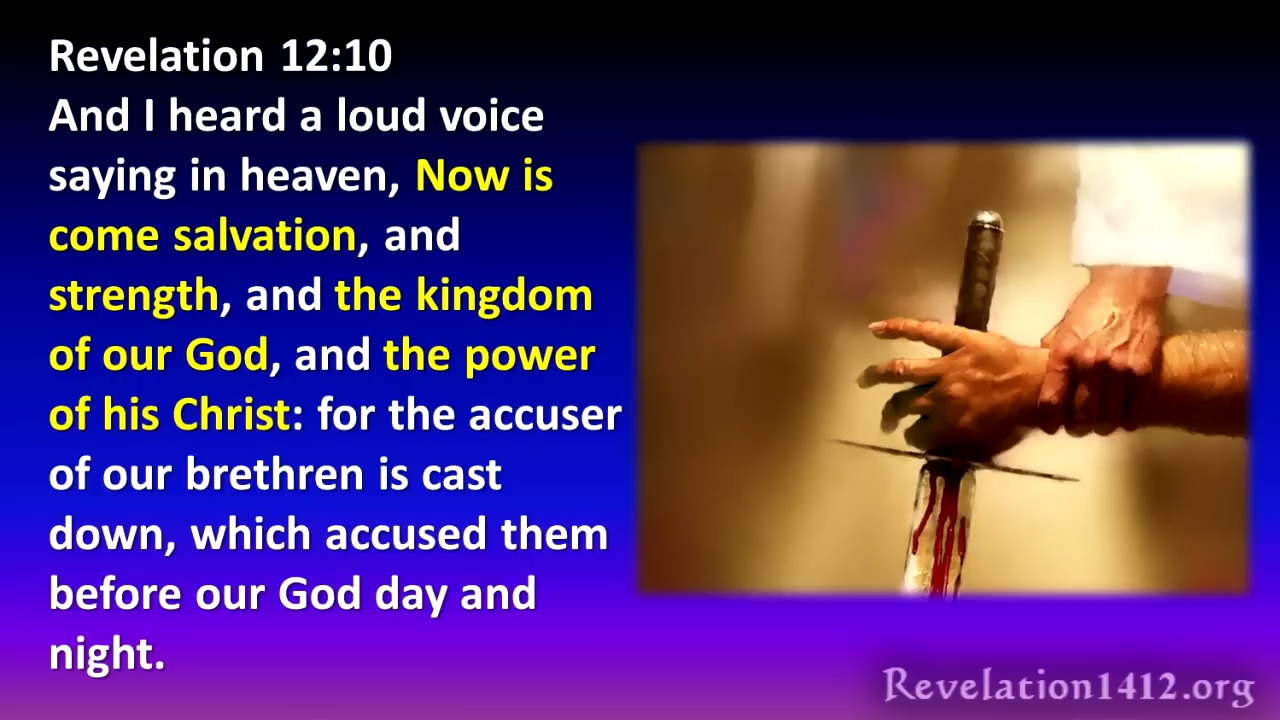 Revelation 12:10
And I heard a loud voice
saying in heaven, Now is
come salvation, and
strength, and the kingdom
of our God, and the power
of his Christ: for the accuser
of our brethren is cast
down, which accused them
before our God day and
night.
Revelation1412.org